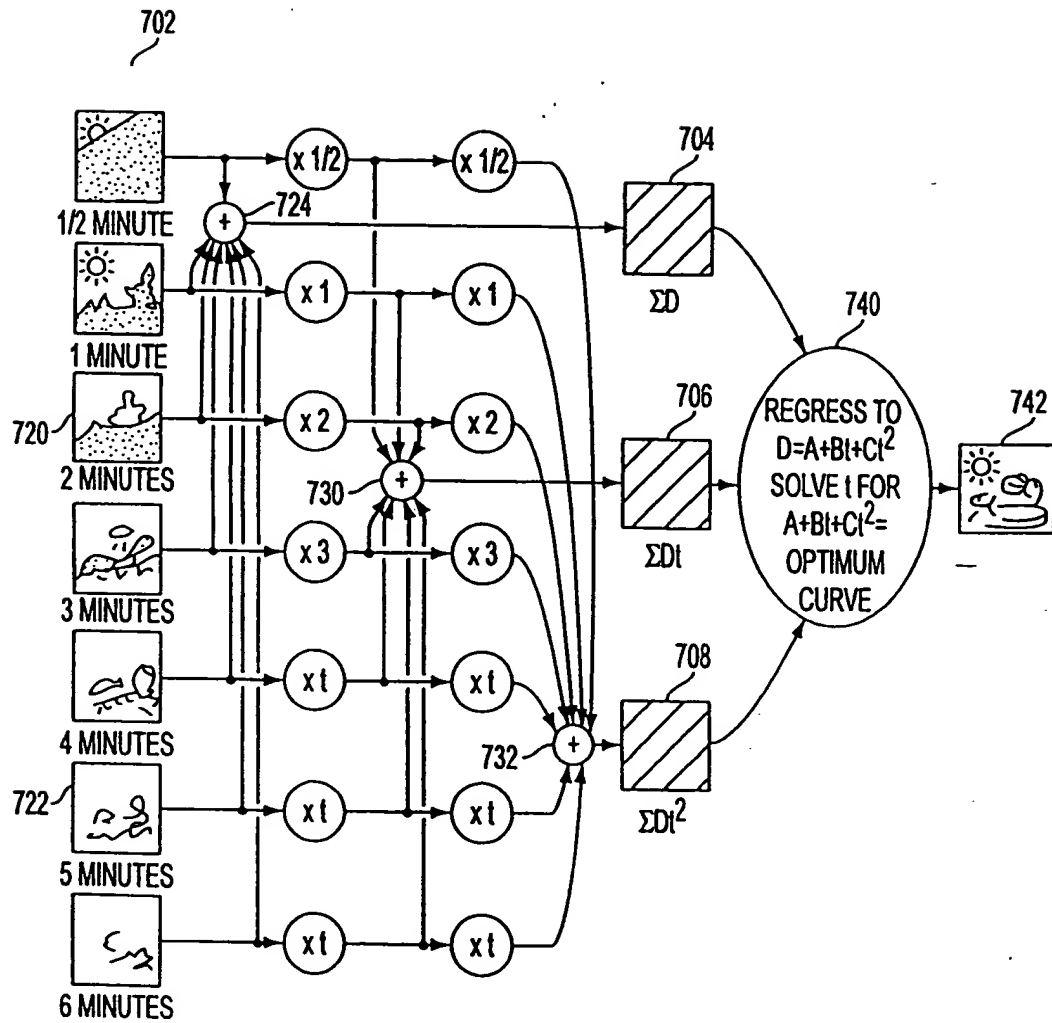 702
1/2 MINUTE
x 1/2
x 1/2
+
724
704
ΣD
1 MINUTE
x 1
x 1
740
720
2 MINUTES
x 2
x 2
706
REGRESS TO
D=A+Bt+Ct²
SOLVE t FOR
A+Bt+Ct²=
OPTIMUM
CURVE
742
730
+
ΣDt
3 MINUTES
x 3
x 3
4 MINUTES
x t
x t
708
732
+
ΣDt²
722
5 MINUTES
x t
x t
6 MINUTES
x t
x t